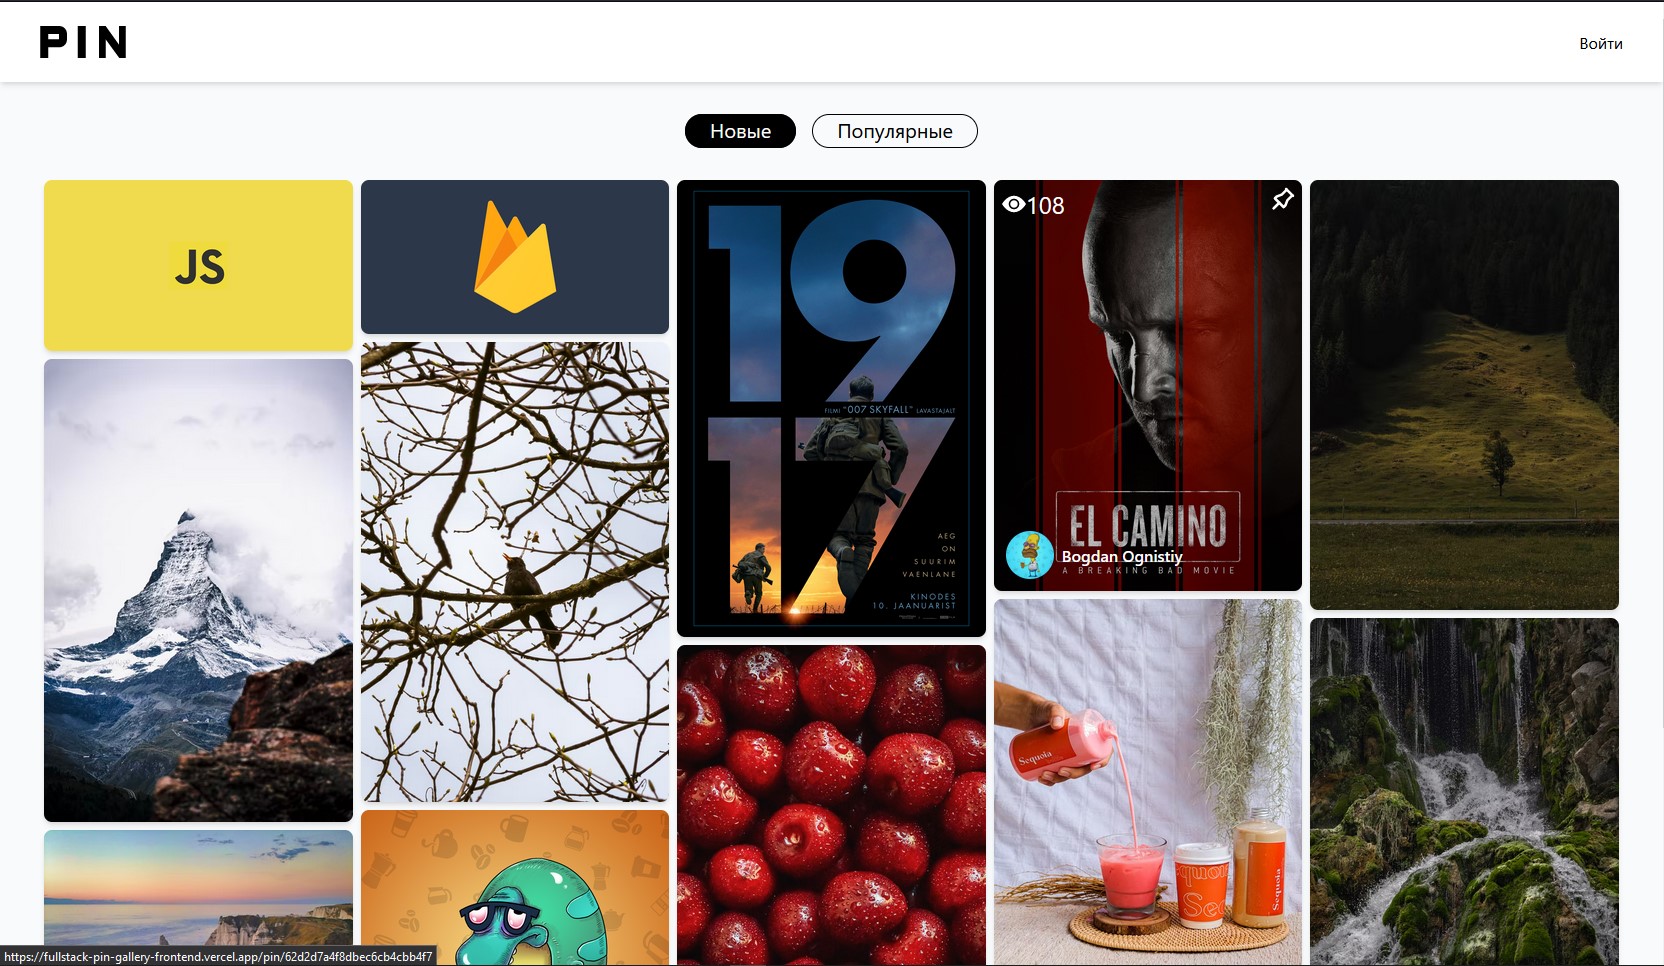 PIN
Войти
Новые
Популярные
JS
19
FILMI "007 SKYFALL" LAVASTAJALT
17
AEG
ON
SUURIM
VAENLANE
KINODES
10. JAANUARIST
108
EL CAMINO
Bogdan Ognistiy
A BREAKING BAD MOVIE
Sequoia
Sequoia
https://fullstack-pin-gallery-frontend.vercel.app/pin/62d2d7a4f8dbec6cb4cbb4f7